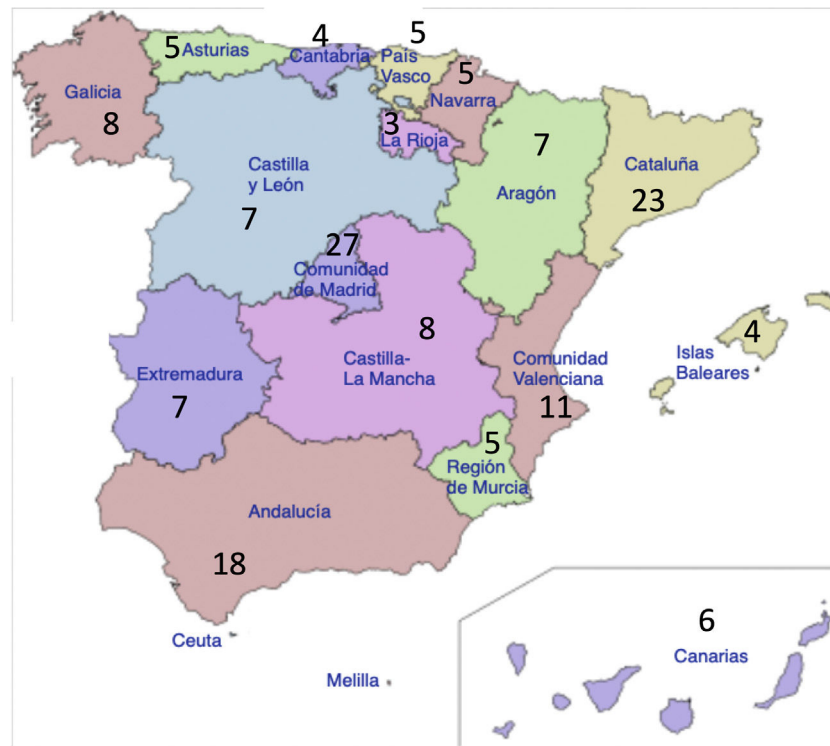 5
4
5
Asturias
Cantabria
País
Vasco
5
Navarra
Galicia
8
3
La Rioja
7
Aragón
Cataluña
23
Castilla
y León
7
27
Comunidad
de Madrid
8
Castilla-
La Mancha
Comunidad
Valenciana
11
4
Islas
Baleares
Extremadura
7
5
Región
de Murcia
Andalucía
18
Ceuta
Melilla
6
Canarias